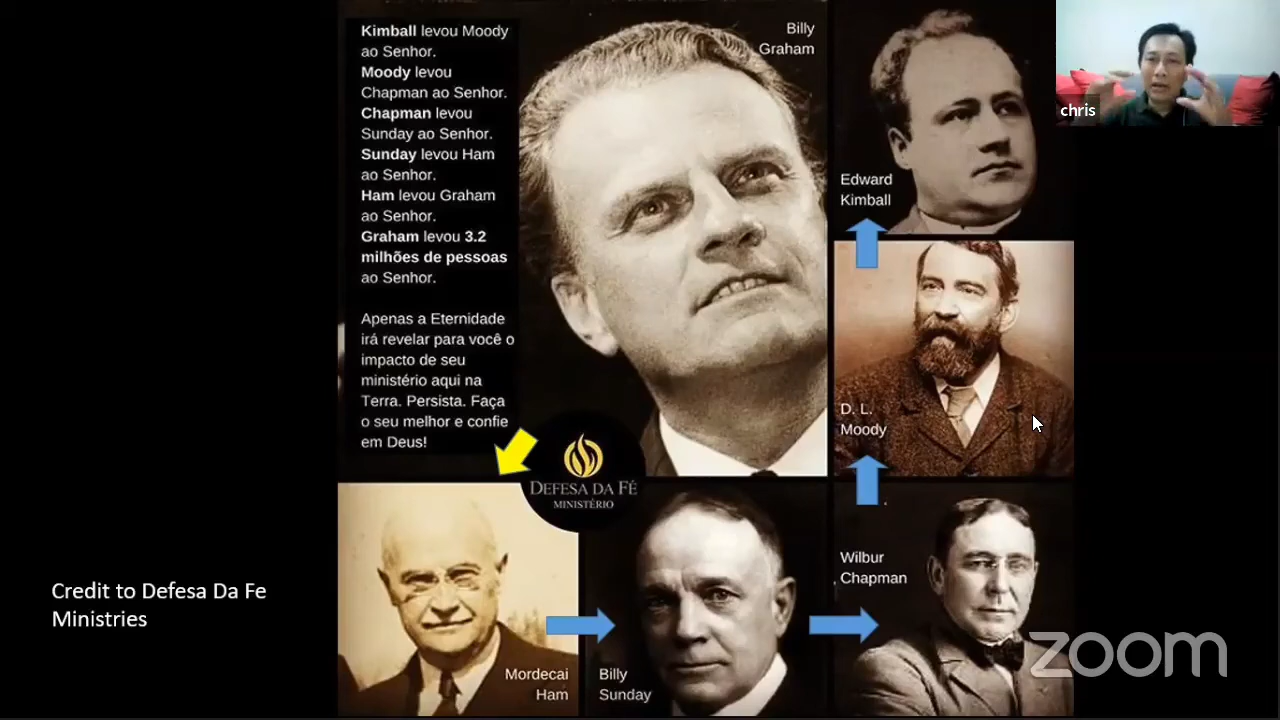 Kimball levou Moody
ao Senhor.
Moody levou
Chapman ao Senhor.
Chapman levou
Sunday ao Senhor.
Sunday levou Ham
ao Senhor.
Ham levou Graham
ao Senhor.
Graham levou 3.2
milhões de pessoas
ao Senhor.
Apenas a Eternidade
irá revelar para você o
impacto de seu
ministério aqui na
Terra. Persista. Faça
o seu melhor e confie
em Deus!
Billy
Graham
Edward
Kimball
chris
D. L.
Moody
DEFESA DA FÉ
MINISTÉRIO
Wilbur
Chapman
Credit to Defesa Da Fe
Ministries
Mordecai
Ham
Billy
Sunday
zoom